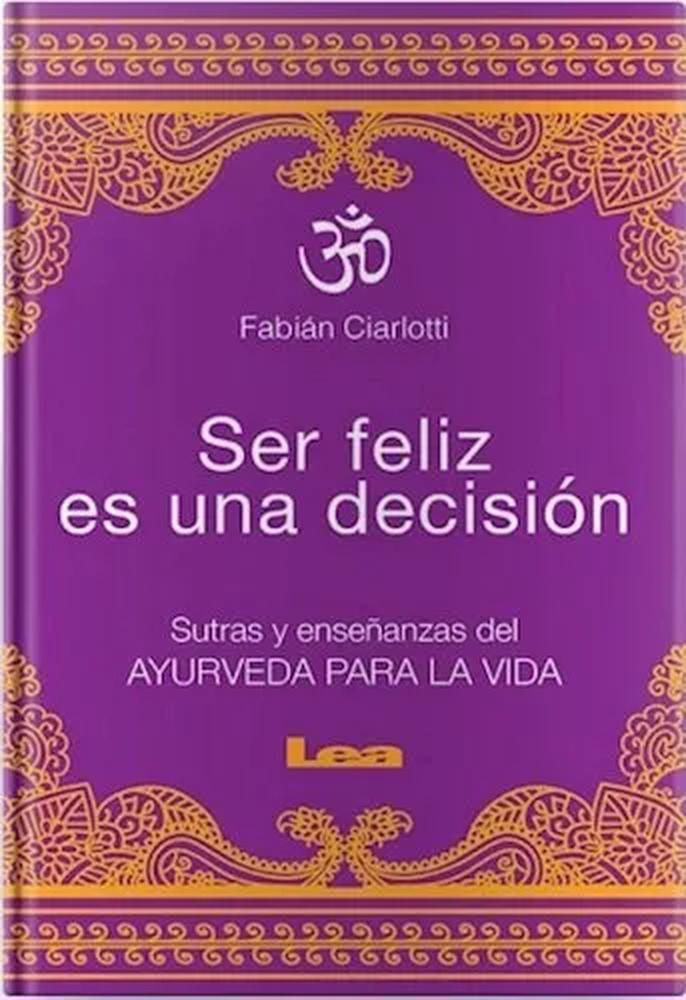 ॐ
Fabián Ciarlotti
Ser feliz
es una decisión
Sutras y enseñanzas del
AYURVEDA PARA LA VIDA
Lea